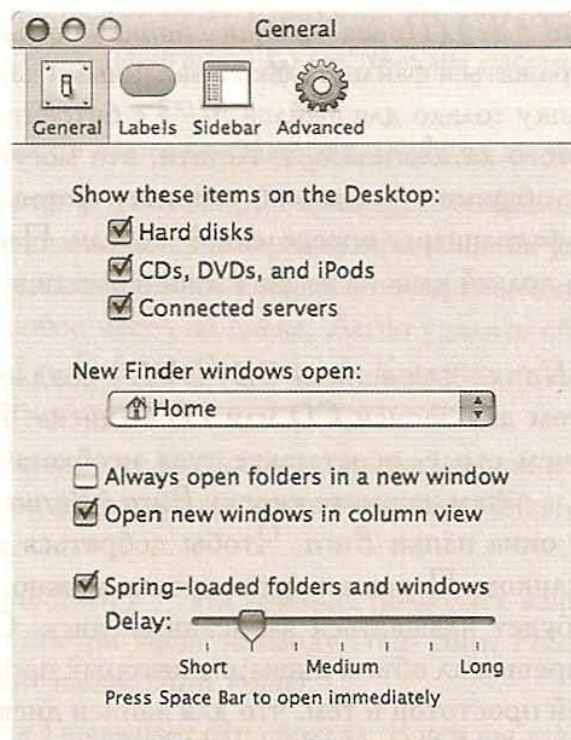 General
General Labels Sidebar Advanced
Show these items on the Desktop:
Hard disks
CDs, DVDs, and iPods
Connected servers
New Finder windows open:
Home
Always open folders in a new window
Open new windows in column view
Spring-loaded folders and windows
Delay:
Short Medium Long
Press Space Bar to open immediately